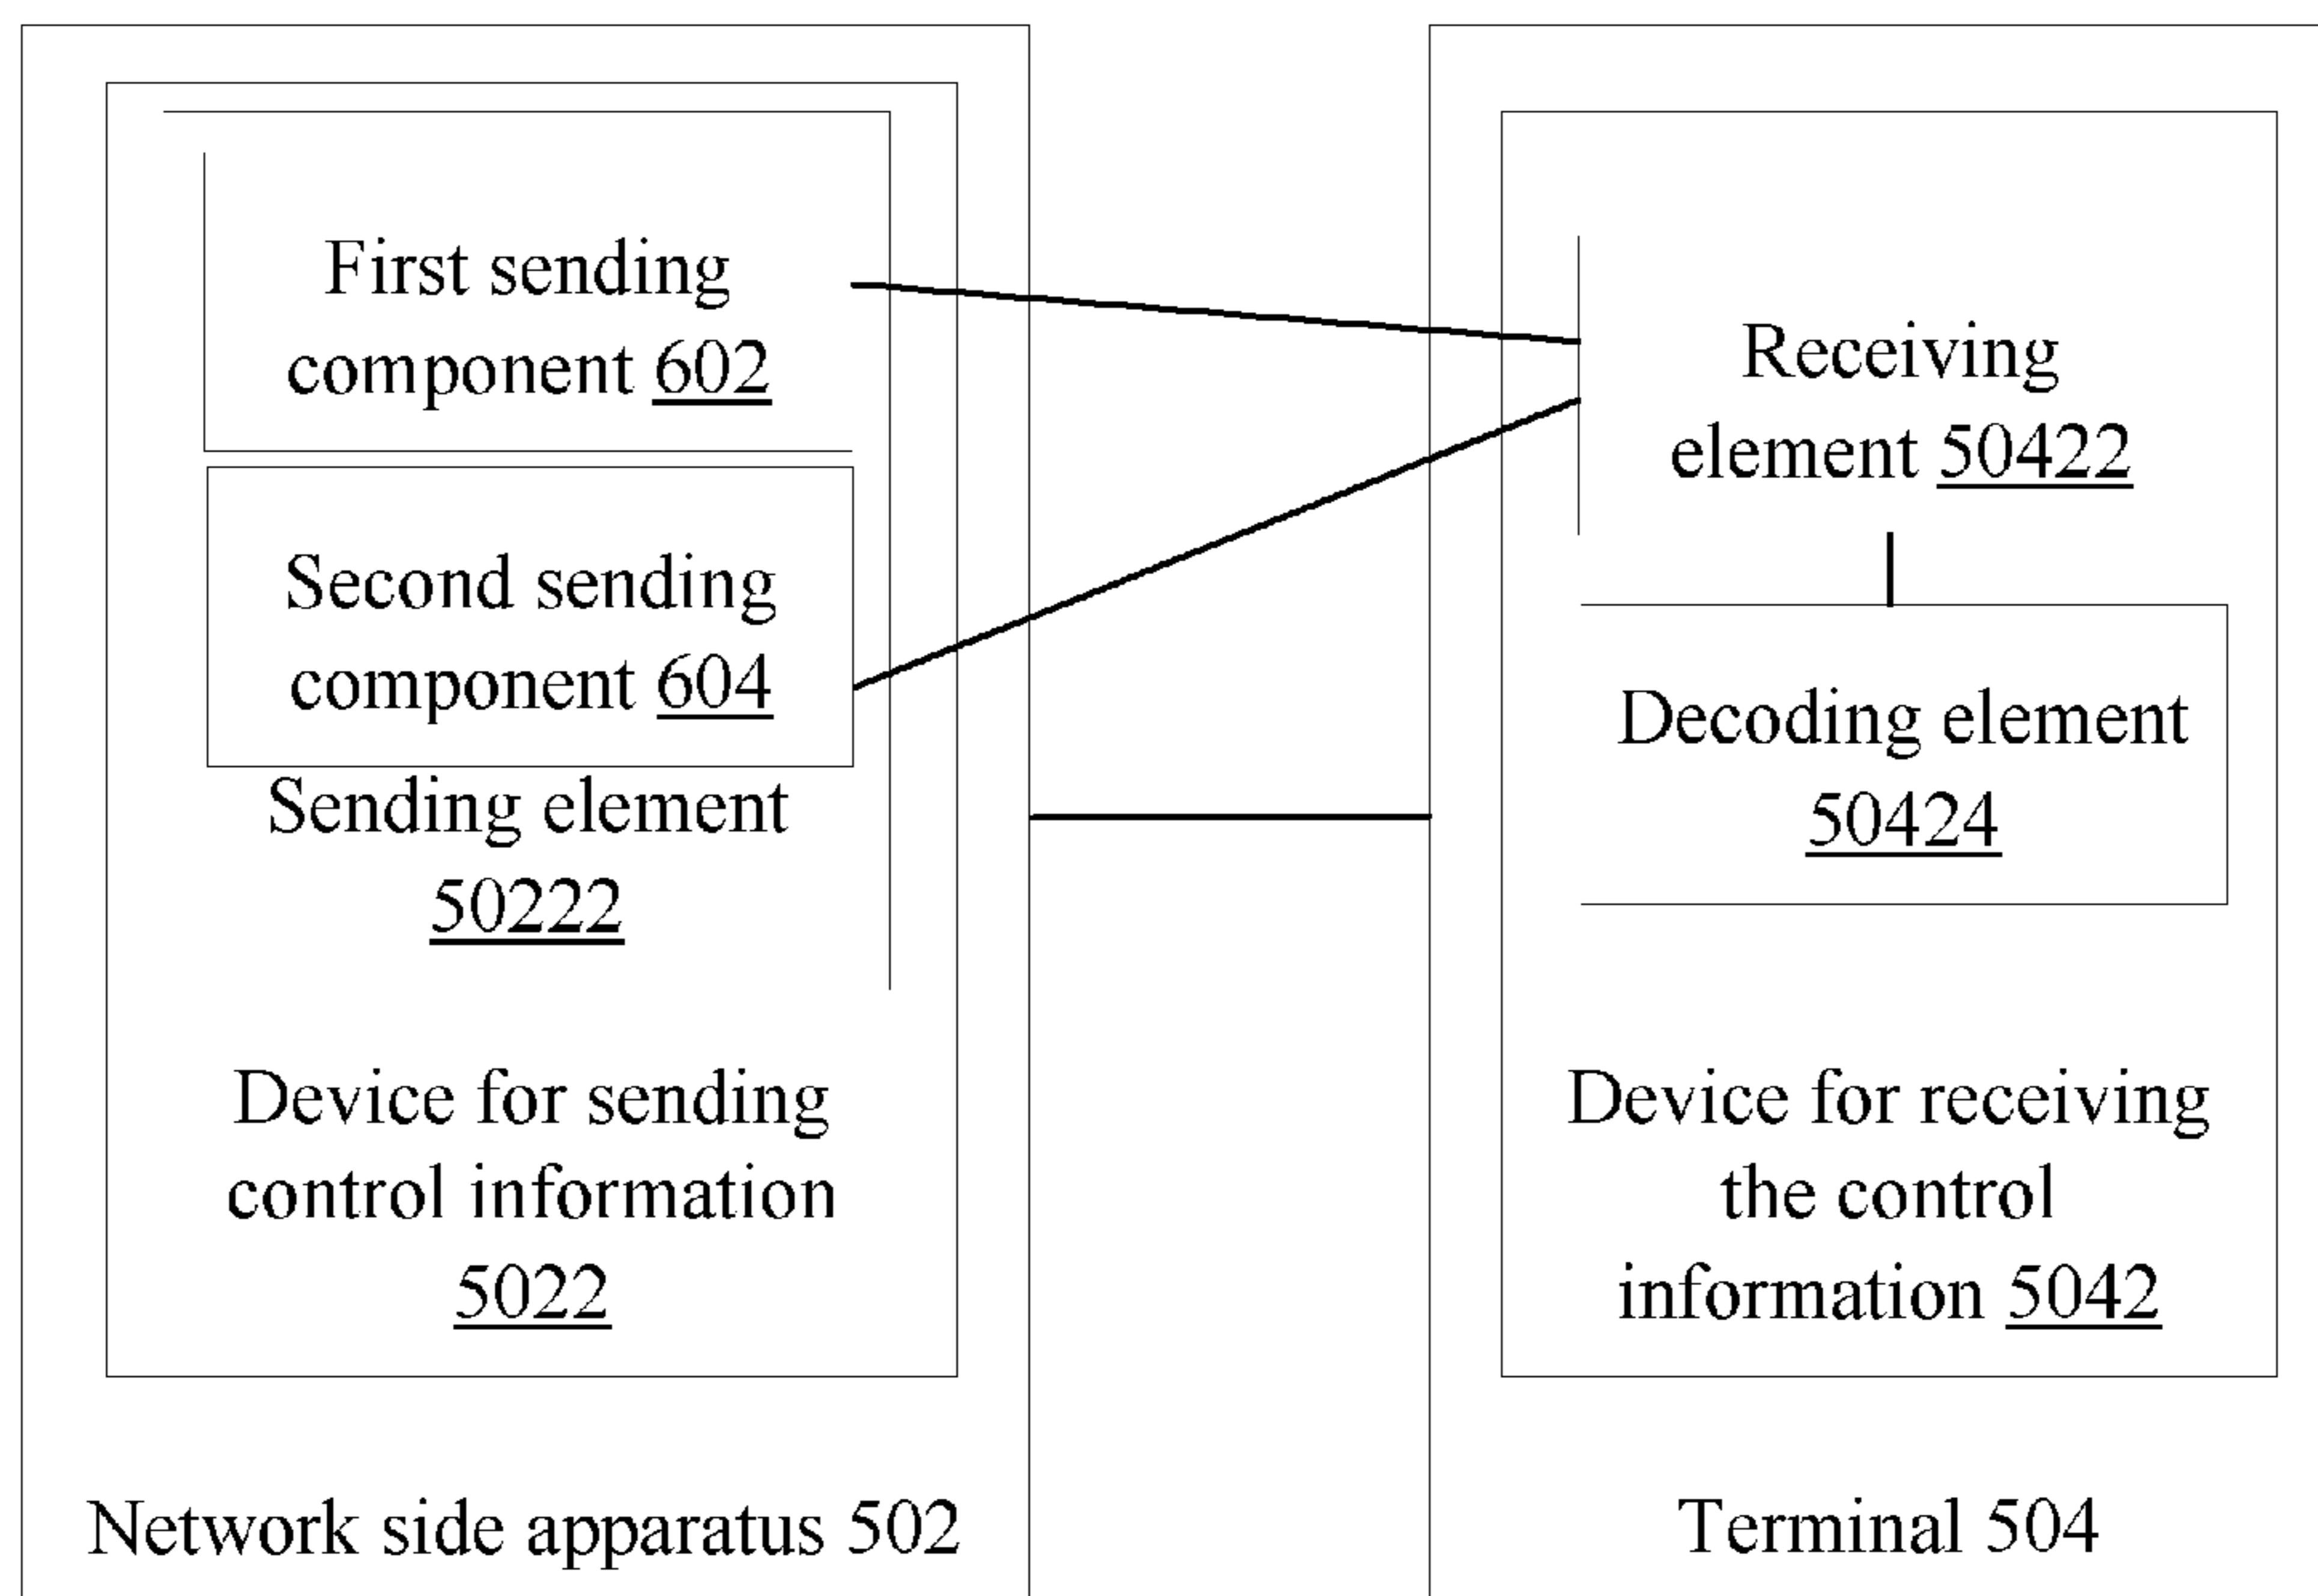 First sending
component 602
Second sending
component 604
Sending element
50222
Device for sending
control information
5022
Network side apparatus 502
Receiving
element 50422
Decoding element
50424
Device for receiving
the control
information 5042
Terminal 504